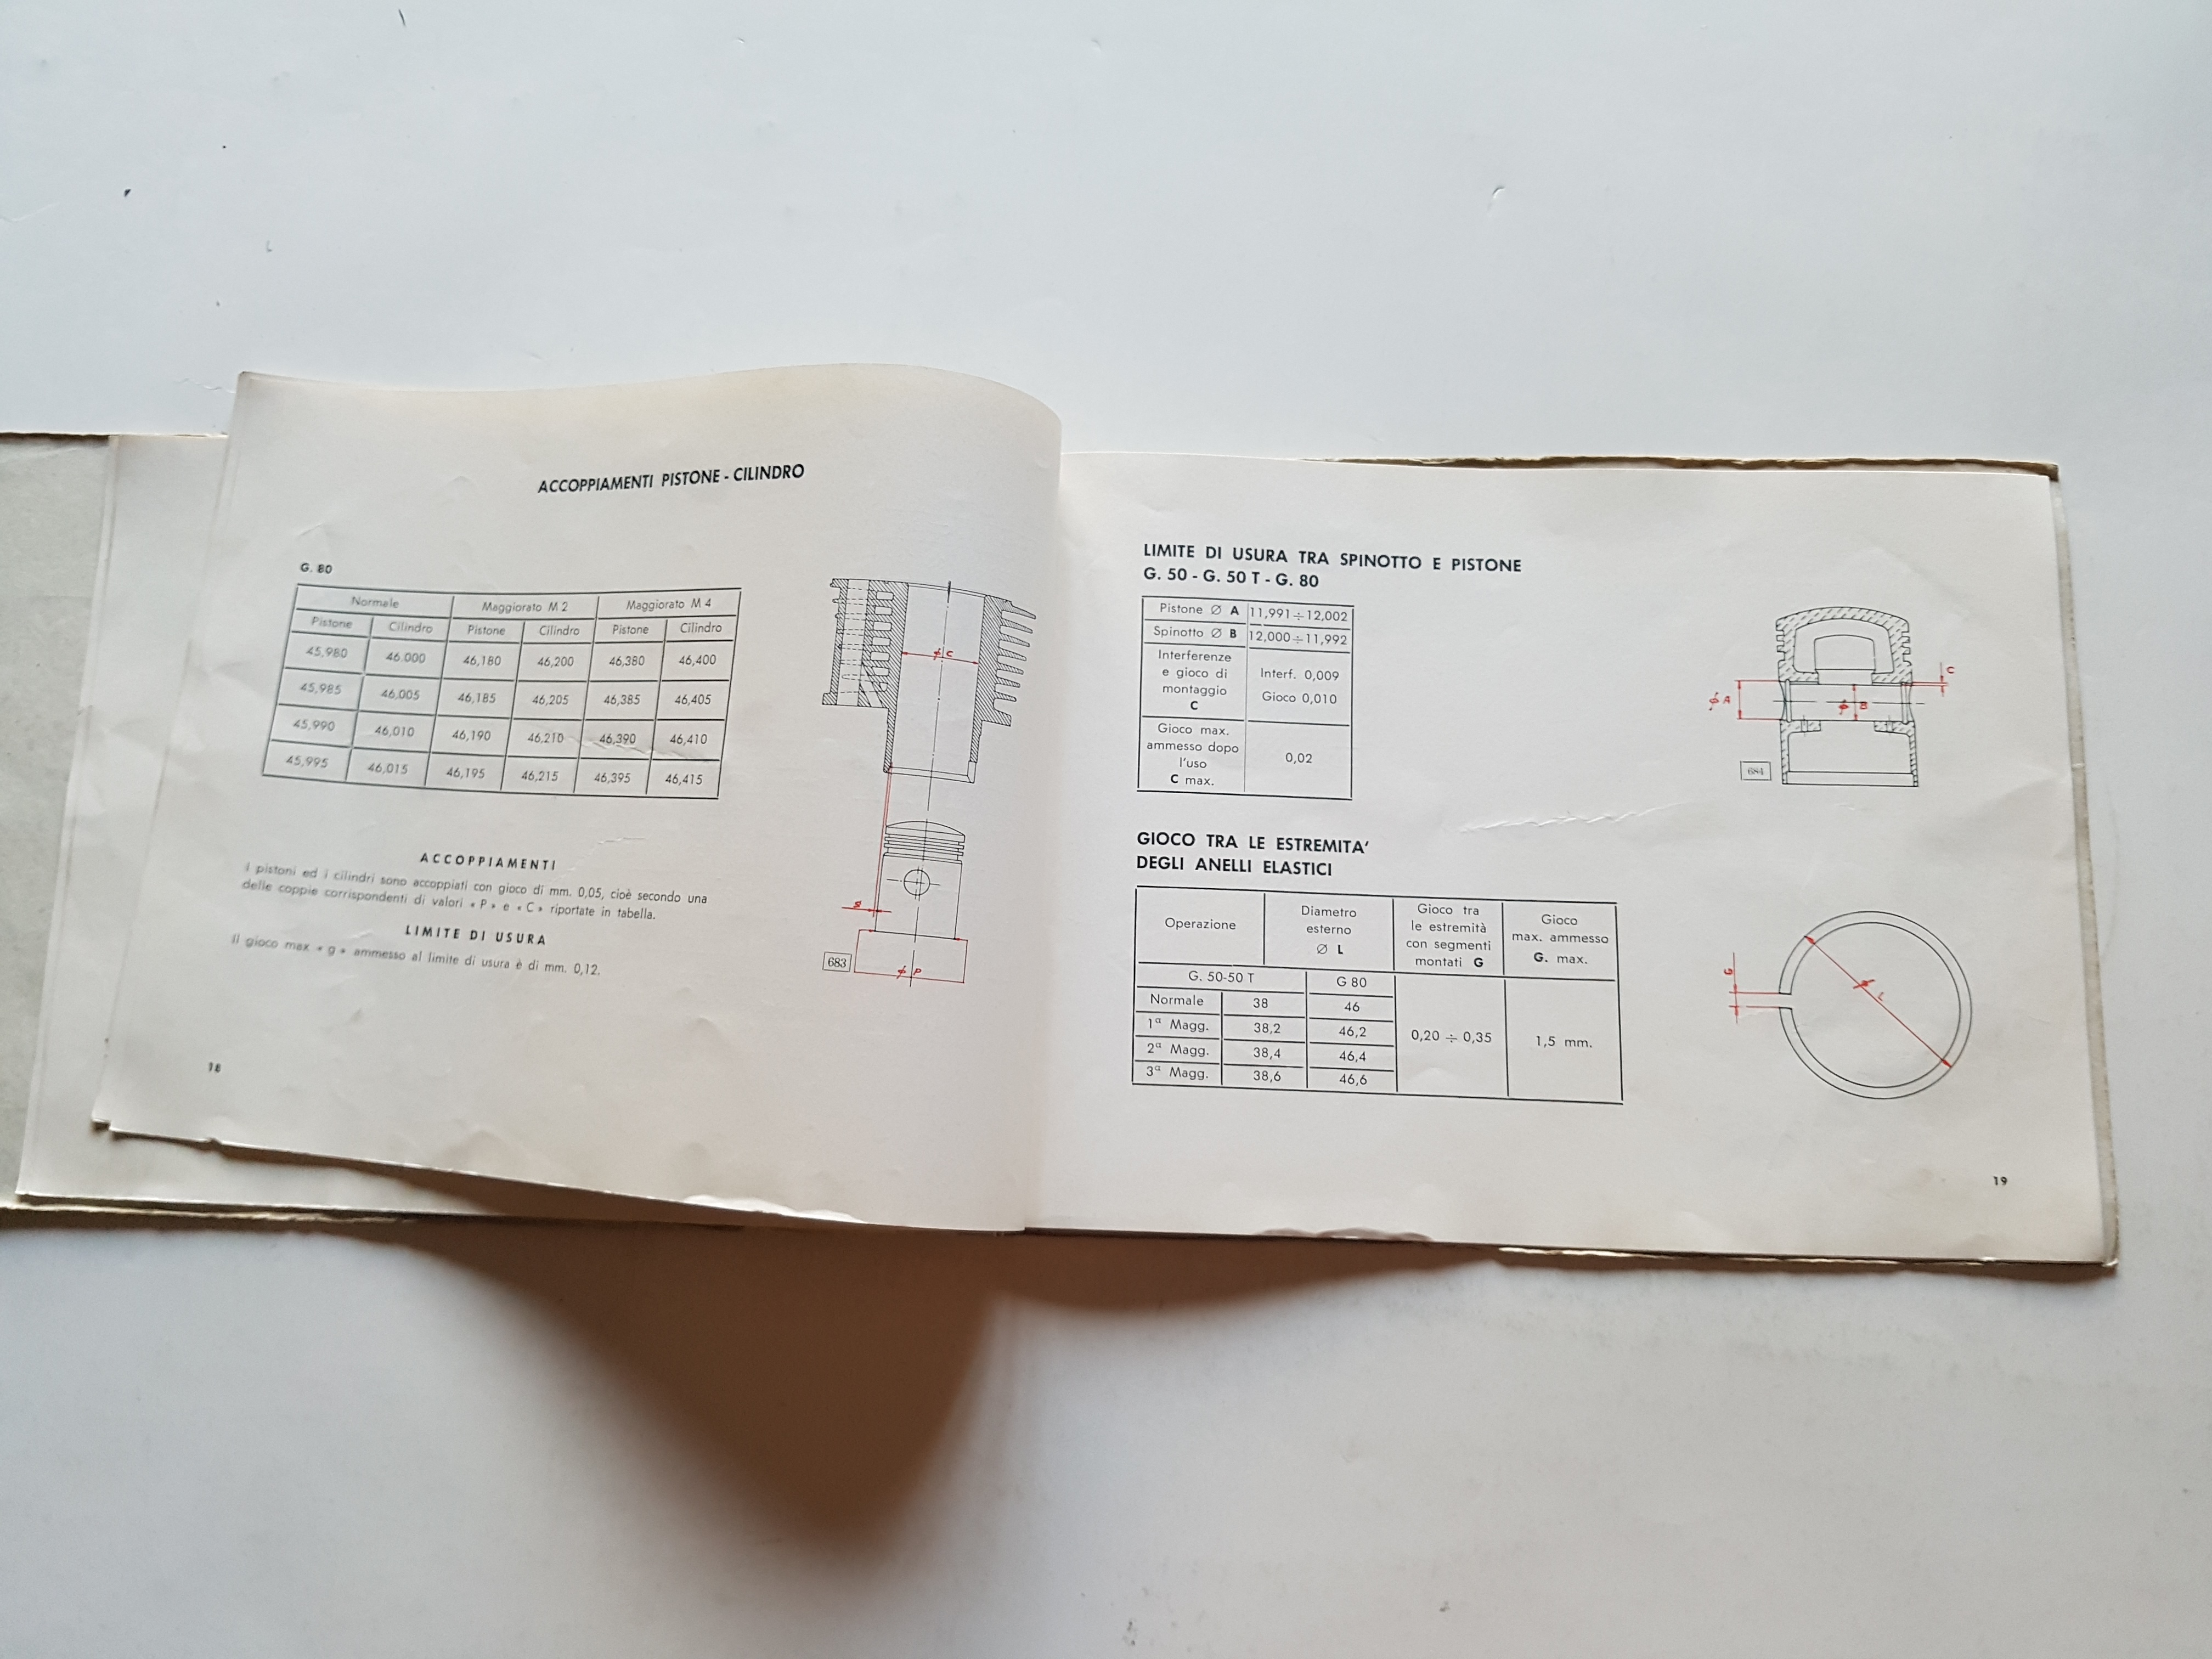 ACCOPPIAMENTI PISTONE - CILINDRO
G. 80
Normale Maggiorato M 2 Maggiorato M 4
Pistone Cilindro Pistone Cilindro Pistone Cilindro
45,980 46.000 46,180 46,200 46,380 46,400
45,985 46,005 46,185 46,205 46,385 46,405
45,990 46,010 46,190 46,210 46,390 46,410
45,995 46,015 46,195 46,215 46,395 46,415
ACCOPPIAMENTI
I pistoni ed i cilindri sono accoppiati con gioco di mm. 0,05, cioè secondo una
delle coppie corrispondenti di valori « P » e « C » riportate in tabella.
LIMITE DI USURA
Il gioco max « g » ammesso al limite di usura è di mm. 0,12.
ϕ C
g
ϕ P
683
18
LIMITE DI USURA TRA SPINOTTO E PISTONE
G. 50 - G. 50 T - G. 80
Pistone Ø A 11,991 ÷ 12,002
Spinotto Ø B 12,000 ÷ 11,992
Interferenze
e gioco di
montaggio
C
Interf. 0,009
Gioco 0,010
Gioco max.
ammesso dopo
l'uso
C max.
0,02
ϕ A
ϕ B
C
684
GIOCO TRA LE ESTREMITA'
DEGLI ANELLI ELASTICI
Operazione
Diametro
esterno
Ø L
Gioco tra
le estremità
con segmenti
montati G
Gioco
max. ammesso
G. max.
G. 50-50 T G 80
Normale 38 46
1ª Magg. 38,2 46,2
2ª Magg. 38,4 46,4
3ª Magg. 38,6 46,6
0,20 ÷ 0,35
1,5 mm.
G
ϕ L
19